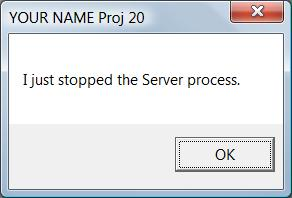 YOUR NAME Proj 20
I just stopped the Server process.
OK